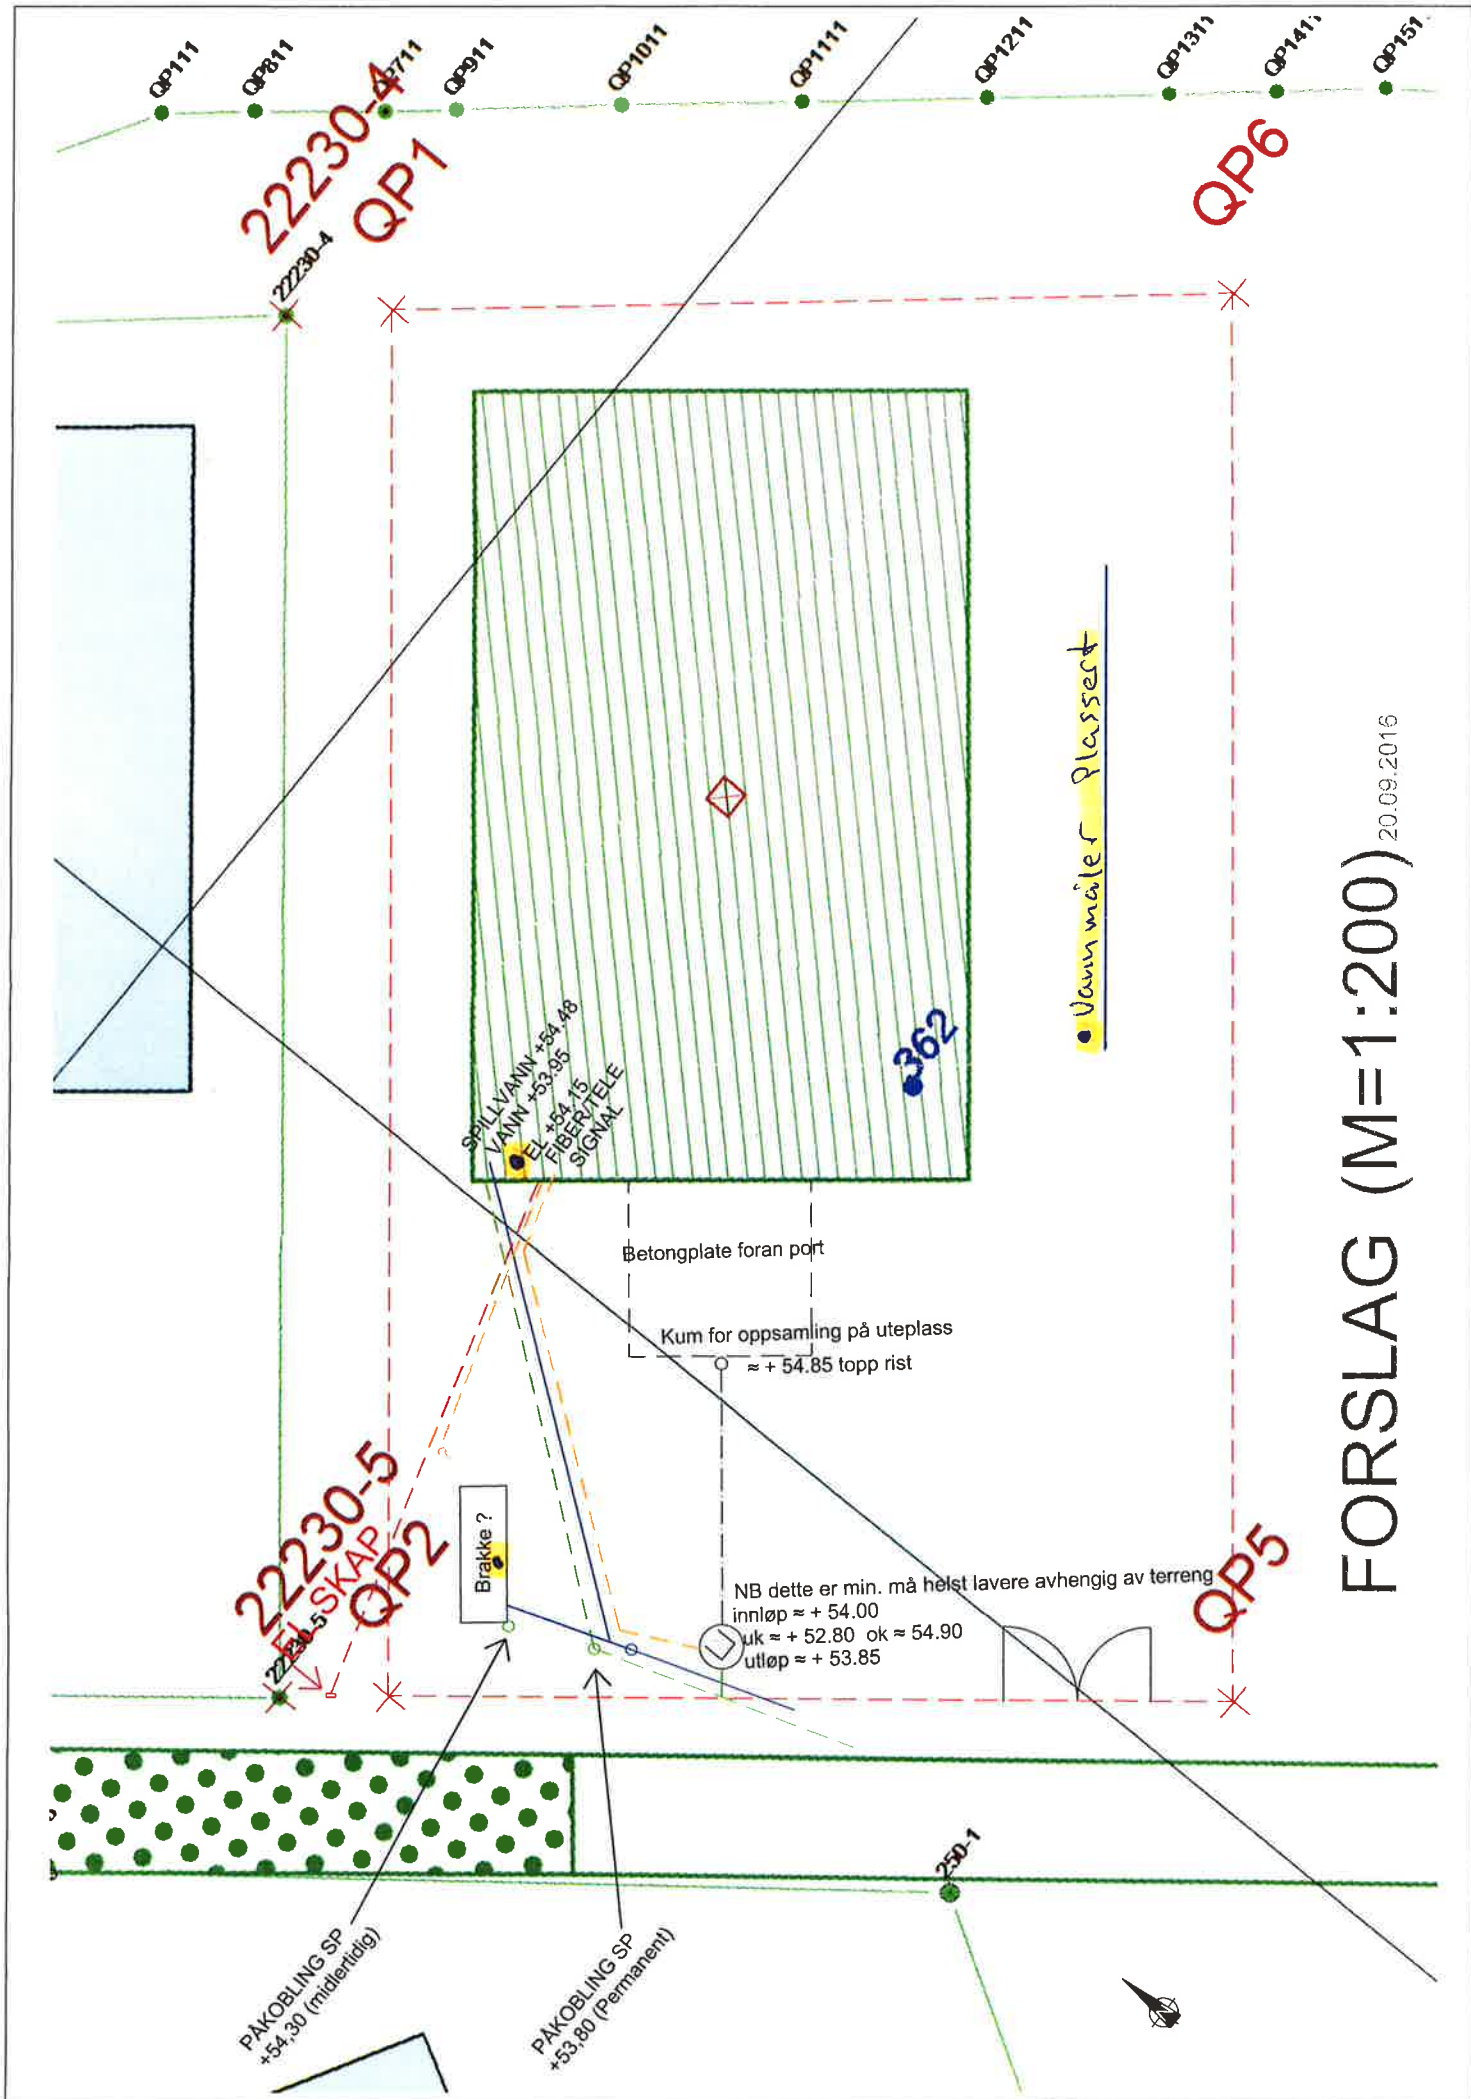 QP111
QP811
QP911
QP1011
QP1111
QP1211
QP151
22230-4
QP1
22230-4
QP6
SPILLVANN +54.48
VANN +53.95
EL +54.15
FIBER/TELE
SIGNAL
362
• Vannmåler Plassert
Betongplate foran port
Kum for oppsamling på uteplass
≈ + 54.85 topp rist
22230-5
EL SKAP
QP2
22230-5
Brakke ?
NB dette er min. må helst lavere avhengig av terreng
innløp ≈ + 54.00
uk ≈ + 52.80 ok ≈ 54.90
utløp ≈ + 53.85
QP5
250-1
PÅKOBLING SP
+54,30 (midlertidig)
PÅKOBLING SP
+53,80 (Permanent)
FORSLAG (M=1:200) 20.09.2016